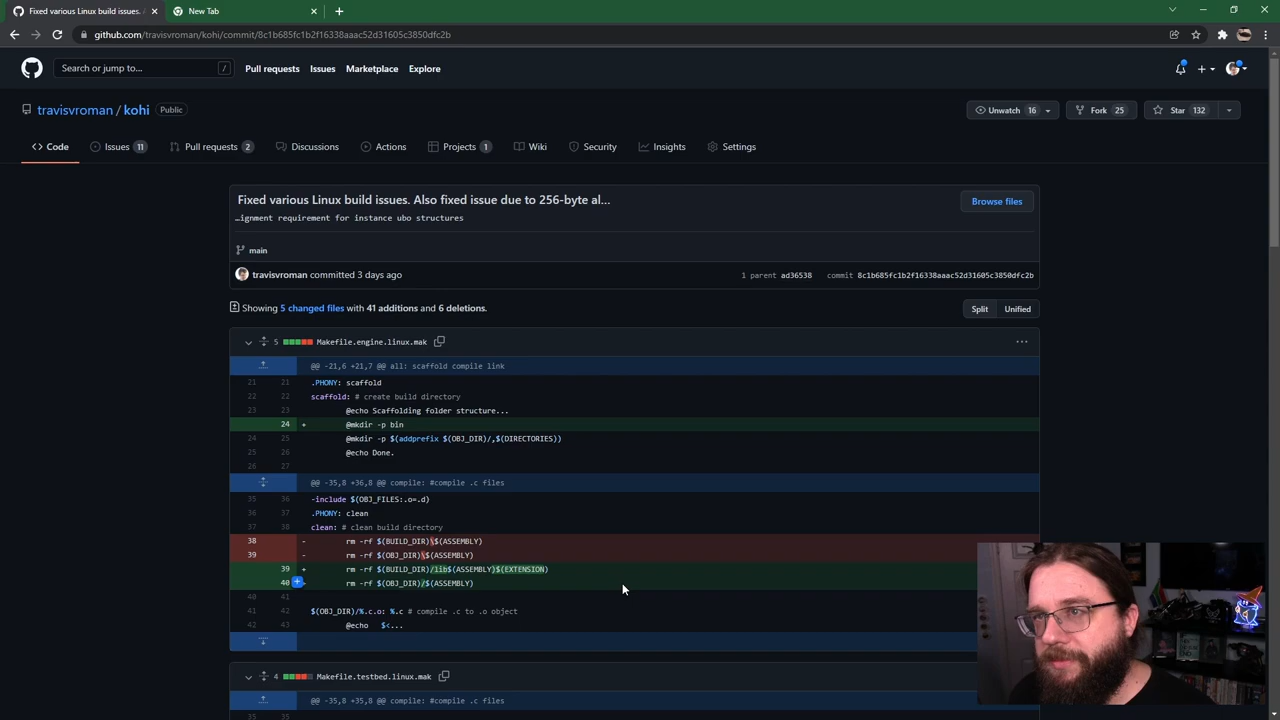 Fixed various Linux build issues. A
New Tab
github.com/travisvroman/kohi/commit/8c1b685fc1b2f16338aaac52d31605c3850dfc2b
Search or jump to...
/
Pull requests
Issues
Marketplace
Explore
travisvroman / kohi
Public
Unwatch 16
Fork 25
Star 132
<> Code
Issues 11
Pull requests 2
Discussions
Actions
Projects 1
Wiki
Security
Insights
Settings
Fixed various Linux build issues. Also fixed issue due to 256-byte al...
Browse files
…ignment requirement for instance ubo structures
main
travisvroman committed 3 days ago
1 parent ad36538 commit 8c1b685fc1b2f16338aaac52d31605c3850dfc2b
Showing 5 changed files with 41 additions and 6 deletions.
Split
Unified
5 Makefile.engine.linux.mak
@@ -21,6 +21,7 @@ all: scaffold compile link
21 21 .PHONY: scaffold
22 22 scaffold: # create build directory
23 23 @echo Scaffolding folder structure...
24 + @mkdir -p bin
24 25 @mkdir -p $(addprefix $(OBJ_DIR)/,$(DIRECTORIES))
25 26 @echo Done.
26 27
@@ -35,8 +36,8 @@ compile: #compile .c files
35 36 -include $(OBJ_FILES:.o=.d)
36 37 .PHONY: clean
37 38 clean: # clean build directory
38 - rm -rf $(BUILD_DIR)\$(ASSEMBLY)
39 - rm -rf $(OBJ_DIR)\$(ASSEMBLY)
39 + rm -rf $(BUILD_DIR)/lib$(ASSEMBLY)$(EXTENSION)
40 + rm -rf $(OBJ_DIR)/$(ASSEMBLY)
40 41
41 42 $(OBJ_DIR)/%.c.o: %.c # compile .c to .o object
42 43 @echo $<...
4 Makefile.testbed.linux.mak
@@ -35,8 +35,8 @@ compile: #compile .c files
35 35